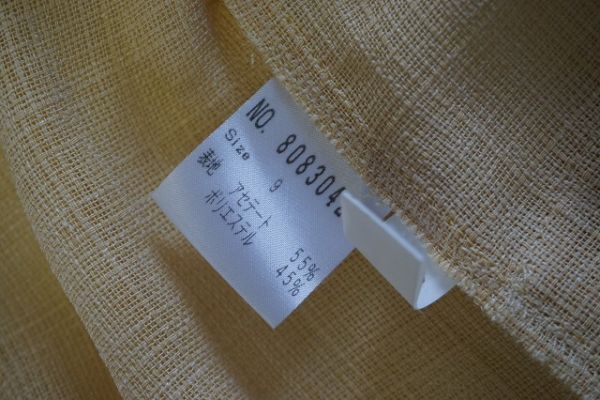 NO. 808304
Size 9
表地
アセテート 55%
ポリエステル 45%